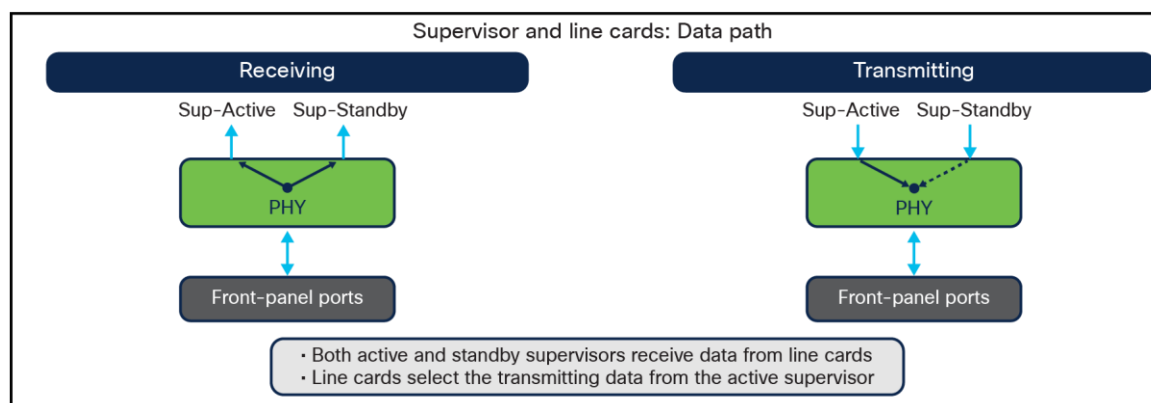 Supervisor and line cards: Data path
Receiving
Sup-Active Sup-Standby
PHY
Front-panel ports
Transmitting
Sup-Active Sup-Standby
PHY
Front-panel ports
· Both active and standby supervisors receive data from line cards
· Line cards select the transmitting data from the active supervisor